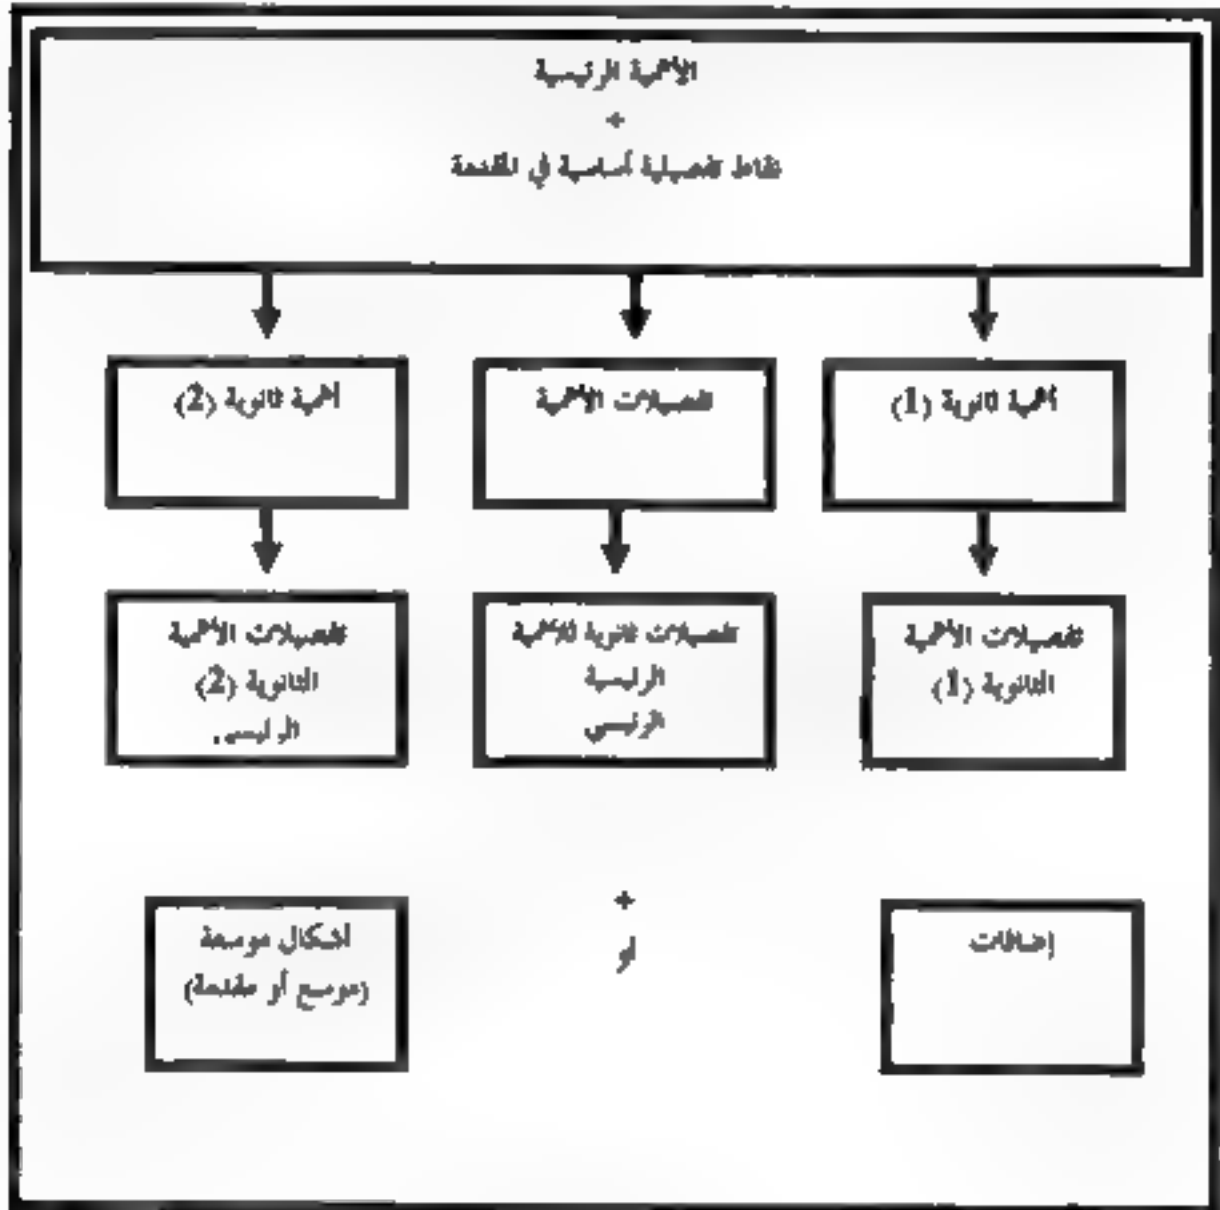 الأهمية الرئيسية
+
نقاط تفصيلية أساسية في المقدمة
أهمية ثانوية (1)
تفصيلات الأهمية
أهمية ثانوية (2)
تفصيلات الأهمية
الثانوية (1)
تفصيلات ثانوية للأهمية
الرئيسية
الرئيسي
تفصيلات الأهمية
الثانوية (2)
الرئيسي.
إضافات
+
او
أشكال موسعة
(موسع أو مقدمة)